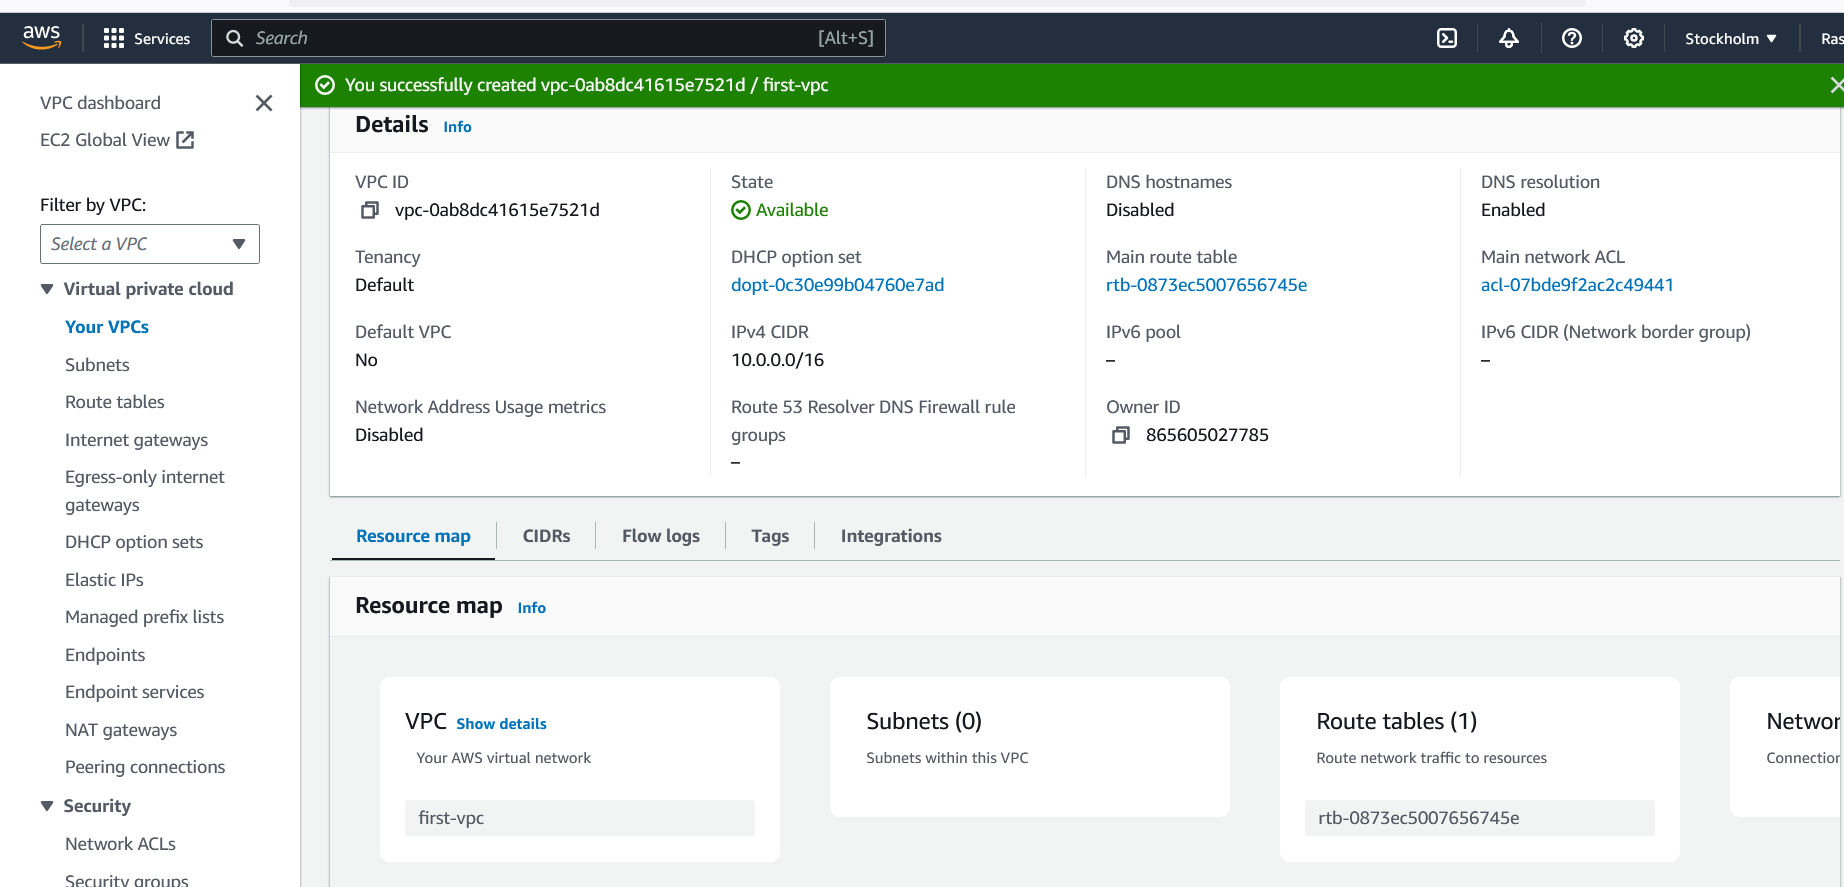 aws
Services
Search
[Alt+S]
Stockholm
Ras
VPC dashboard
EC2 Global View
Filter by VPC:
Select a VPC
Virtual private cloud
Your VPCs
Subnets
Route tables
Internet gateways
Egress-only internet
gateways
DHCP option sets
Elastic IPs
Managed prefix lists
Endpoints
Endpoint services
NAT gateways
Peering connections
Security
Network ACLs
Security groups
You successfully created vpc-0ab8dc41615e7521d / first-vpc
Details Info
VPC ID
vpc-0ab8dc41615e7521d
State
Available
DNS hostnames
Disabled
DNS resolution
Enabled
Tenancy
Default
DHCP option set
dopt-0c30e99b04760e7ad
Main route table
rtb-0873ec5007656745e
Main network ACL
acl-07bde9f2ac2c49441
Default VPC
No
IPv4 CIDR
10.0.0.0/16
IPv6 pool
–
IPv6 CIDR (Network border group)
–
Network Address Usage metrics
Disabled
Route 53 Resolver DNS Firewall rule
groups
–
Owner ID
865605027785
Resource map
CIDRs
Flow logs
Tags
Integrations
Resource map Info
VPC Show details
Your AWS virtual network
first-vpc
Subnets (0)
Subnets within this VPC
Route tables (1)
Route network traffic to resources
rtb-0873ec5007656745e
Networ
Connection